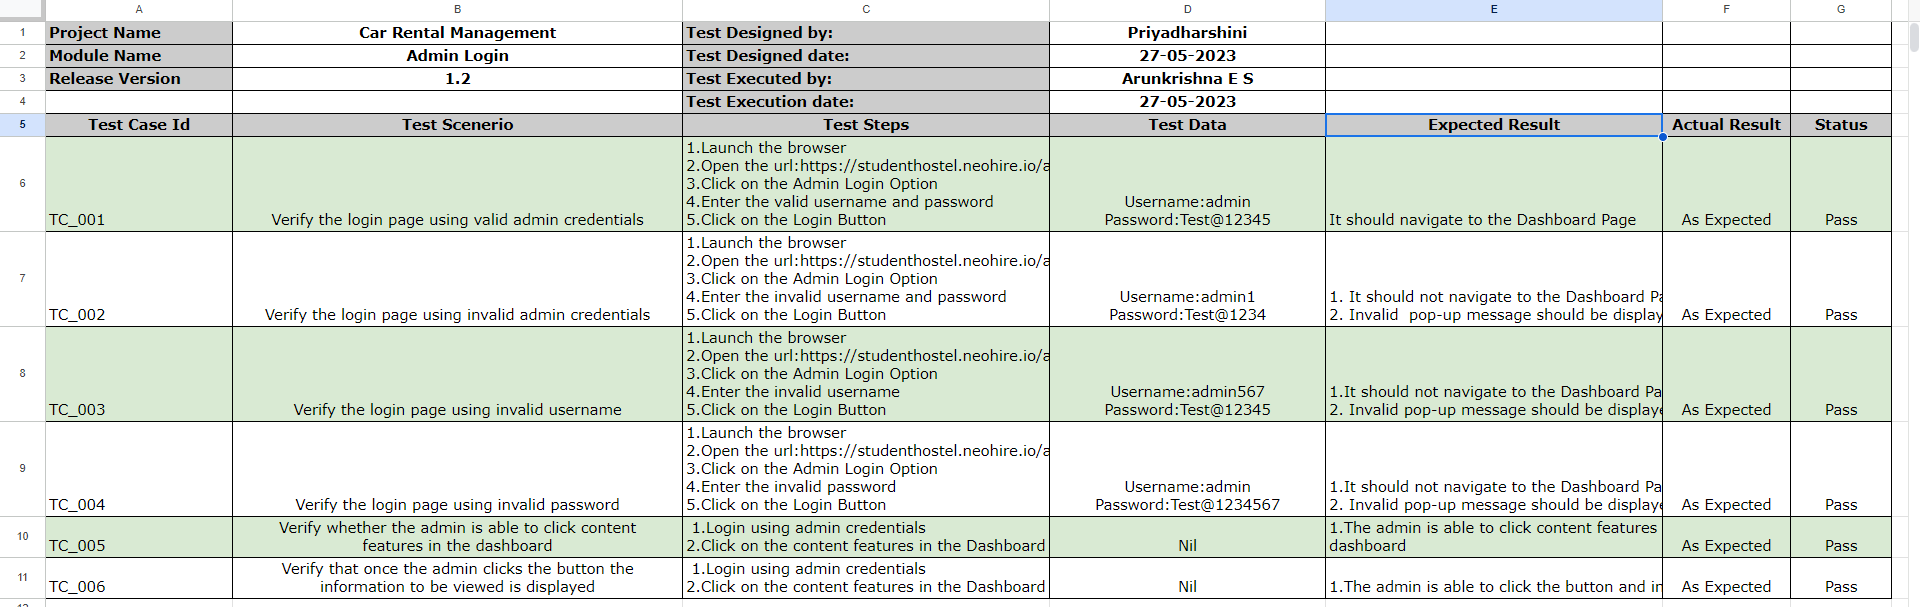 A B C D E F G
1 Project Name Car Rental Management Test Designed by: Priyadharshini
2 Module Name Admin Login Test Designed date: 27-05-2023
3 Release Version 1.2 Test Executed by: Arunkrishna E S
4 Test Execution date: 27-05-2023
5 Test Case Id Test Scenerio Test Steps Test Data Expected Result Actual Result Status
6
TC_001
Verify the login page using valid admin credentials
1.Launch the browser
2.Open the url:https://studenthostel.neohire.io/a
3.Click on the Admin Login Option
4.Enter the valid username and password
5.Click on the Login Button
Username:admin
Password:Test@12345
It should navigate to the Dashboard Page
As Expected
Pass
7
TC_002
Verify the login page using invalid admin credentials
1.Launch the browser
2.Open the url:https://studenthostel.neohire.io/a
3.Click on the Admin Login Option
4.Enter the invalid username and password
5.Click on the Login Button
Username:admin1
Password:Test@1234
1. It should not navigate to the Dashboard Pa
2. Invalid  pop-up message should be display
As Expected
Pass
8
TC_003
Verify the login page using invalid username
1.Launch the browser
2.Open the url:https://studenthostel.neohire.io/a
3.Click on the Admin Login Option
4.Enter the invalid username
5.Click on the Login Button
Username:admin567
Password:Test@12345
1.It should not navigate to the Dashboard Pa
2. Invalid pop-up message should be displaye
As Expected
Pass
9
TC_004
Verify the login page using invalid password
1.Launch the browser
2.Open the url:https://studenthostel.neohire.io/a
3.Click on the Admin Login Option
4.Enter the invalid password
5.Click on the Login Button
Username:admin
Password:Test@1234567
1.It should not navigate to the Dashboard Pa
2. Invalid pop-up message should be displaye
As Expected
Pass
10
TC_005
Verify whether the admin is able to click content
features in the dashboard
1.Login using admin credentials
2.Click on the content features in the Dashboard
Nil
1.The admin is able to click content features
dashboard
As Expected
Pass
11
TC_006
Verify that once the admin clicks the button the
information to be viewed is displayed
1.Login using admin credentials
2.Click on the content features in the Dashboard
Nil
1.The admin is able to click the button and in
As Expected
Pass